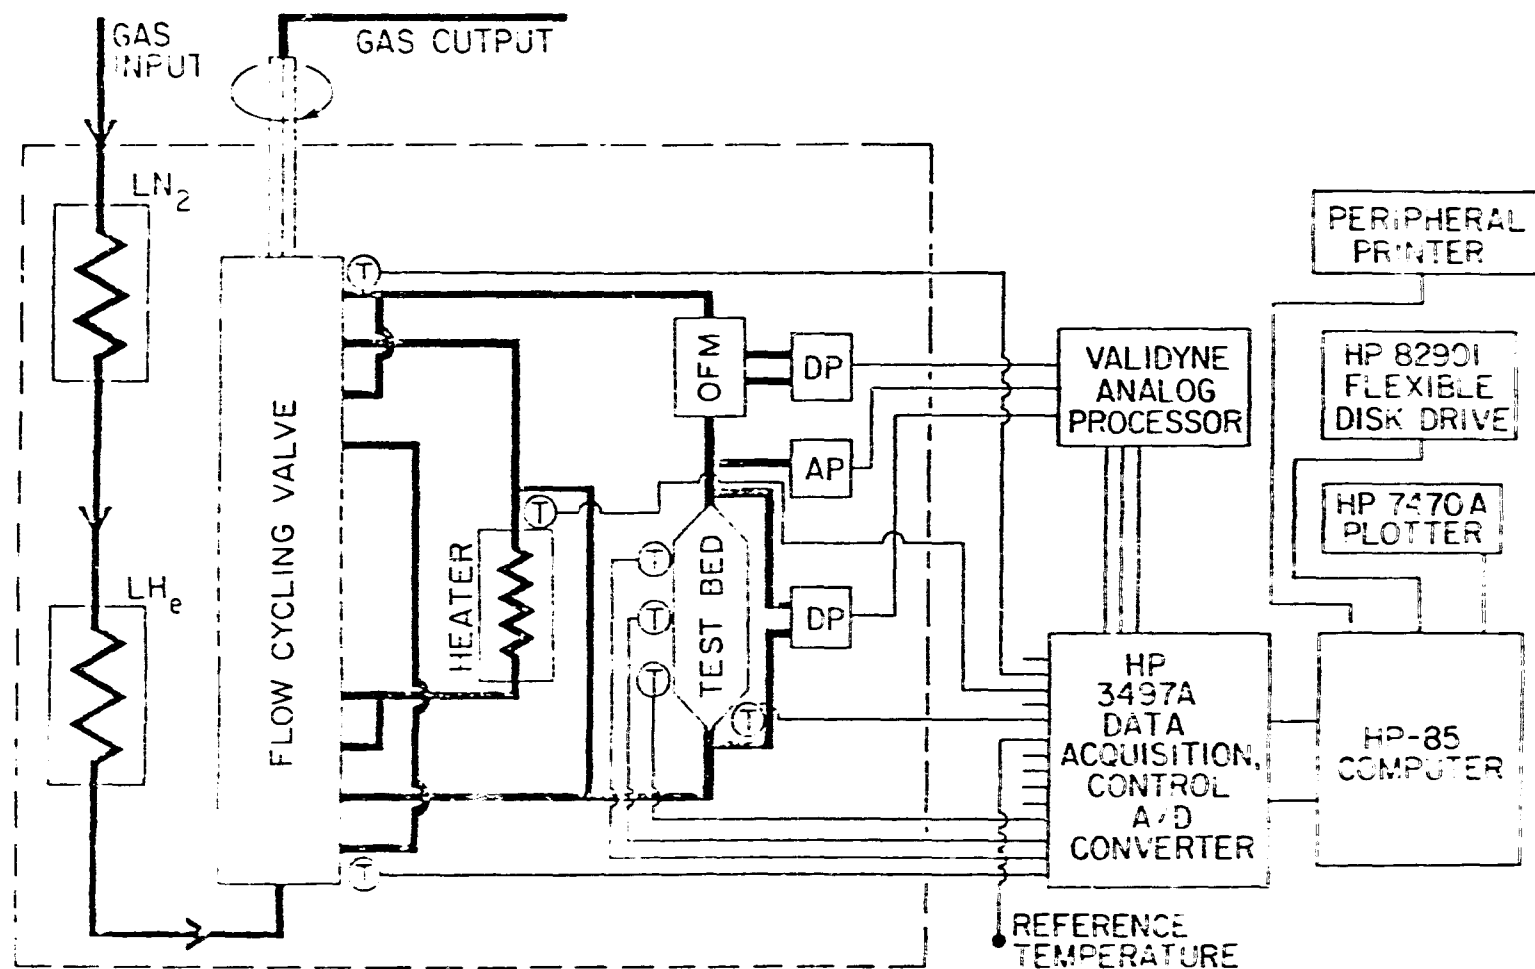 GAS
INPUT
GAS CUTPUT
LN2
LHe
FLOW CYCLING VALVE
T
HEATER
T
OFM
DP
AP
DP
TEST BED
T
T
T
T
T
VALIDYNE
ANALOG
PROCESSOR
PERIPHERAL
PRINTER
HP 82901
FLEXIBLE
DISK DRIVE
HP 7470A
PLOTTER
HP
3497A
DATA
ACQUISITION,
CONTROL
A/D
CONVERTER
HP-85
COMPUTER
REFERENCE
TEMPERATURE